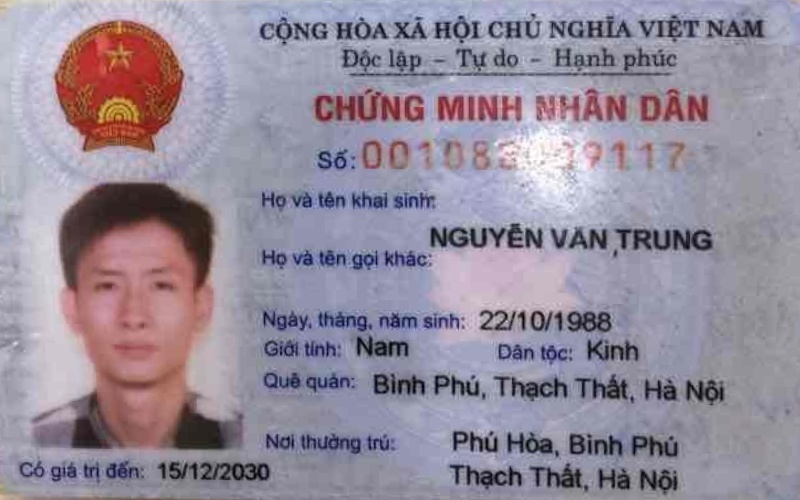 CỘNG HÒA XÃ HỘI CHỦ NGHĨA VIỆT NAM
Độc lập – Tự do – Hạnh phúc
CHỨNG MINH NHÂN DÂN
Số:
Họ và tên khai sinh:
NGUYỄN VĂN TRUNG
Họ và tên gọi khác:
Ngày, tháng, năm sinh: 22/10/1988
Giới tính: Nam Dân tộc: Kinh
Quê quán: Bình Phú, Thạch Thất, Hà Nội
Nơi thường trú: Phú Hòa, Bình Phú
Thạch Thất, Hà Nội
Có giá trị đến: 15/12/2030